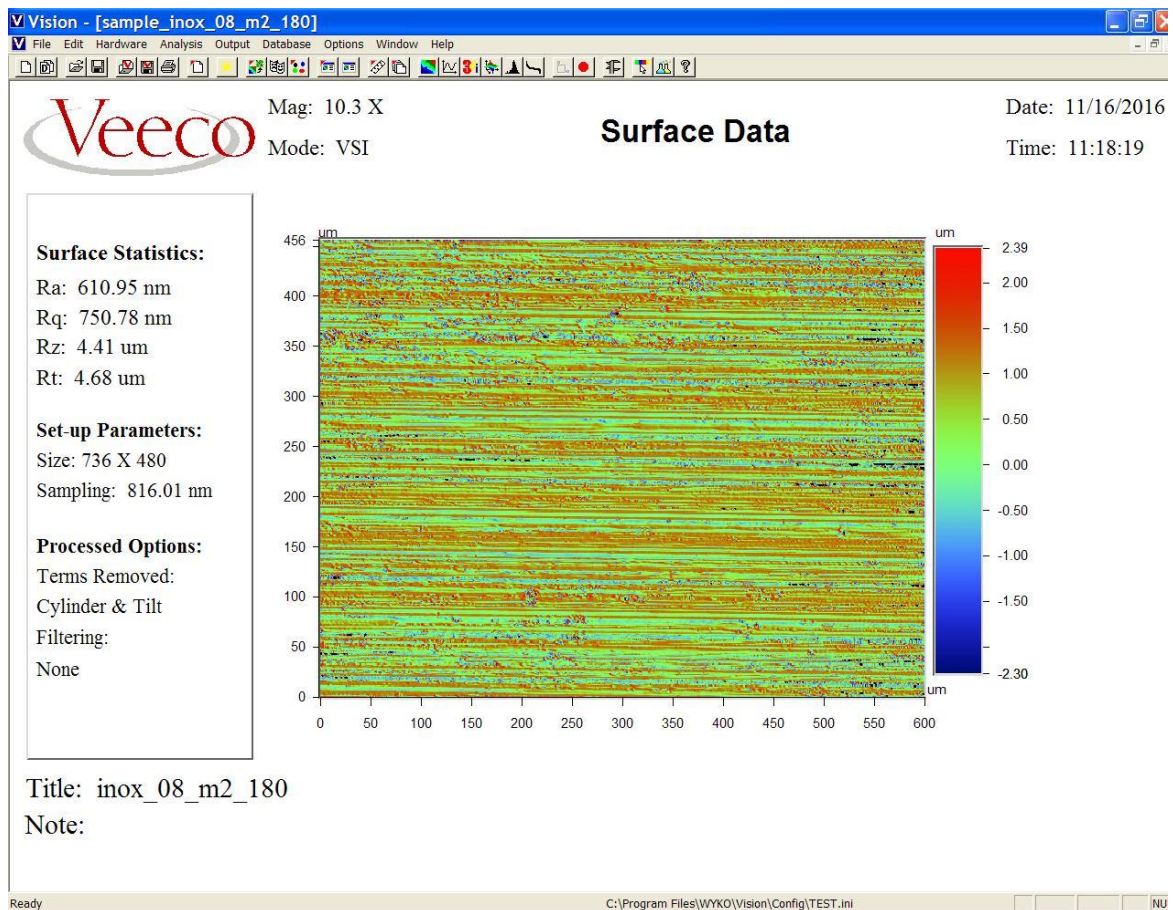 Vision - [sample_inox_08_m2_180]
File Edit Hardware Analysis Output Database Options Window Help
Veeco
Mag: 10.3 X
Mode: VSI
Surface Data
Date: 11/16/2016
Time: 11:18:19
Surface Statistics:
Ra: 610.95 nm
Rq: 750.78 nm
Rz: 4.41 um
Rt: 4.68 um
Set-up Parameters:
Size: 736 X 480
Sampling: 816.01 nm
Processed Options:
Terms Removed:
Cylinder & Tilt
Filtering:
None
um
456
400
350
300
250
200
150
100
50
0
0 50 100 150 200 250 300 350 400 450 500 550 600
um
um
2.39
2.00
1.50
1.00
0.50
0.00
-0.50
-1.00
-1.50
-2.30
Title: inox_08_m2_180
Note:
Ready C:\Program Files\WYKO\Vision\Config\TEST.ini NU